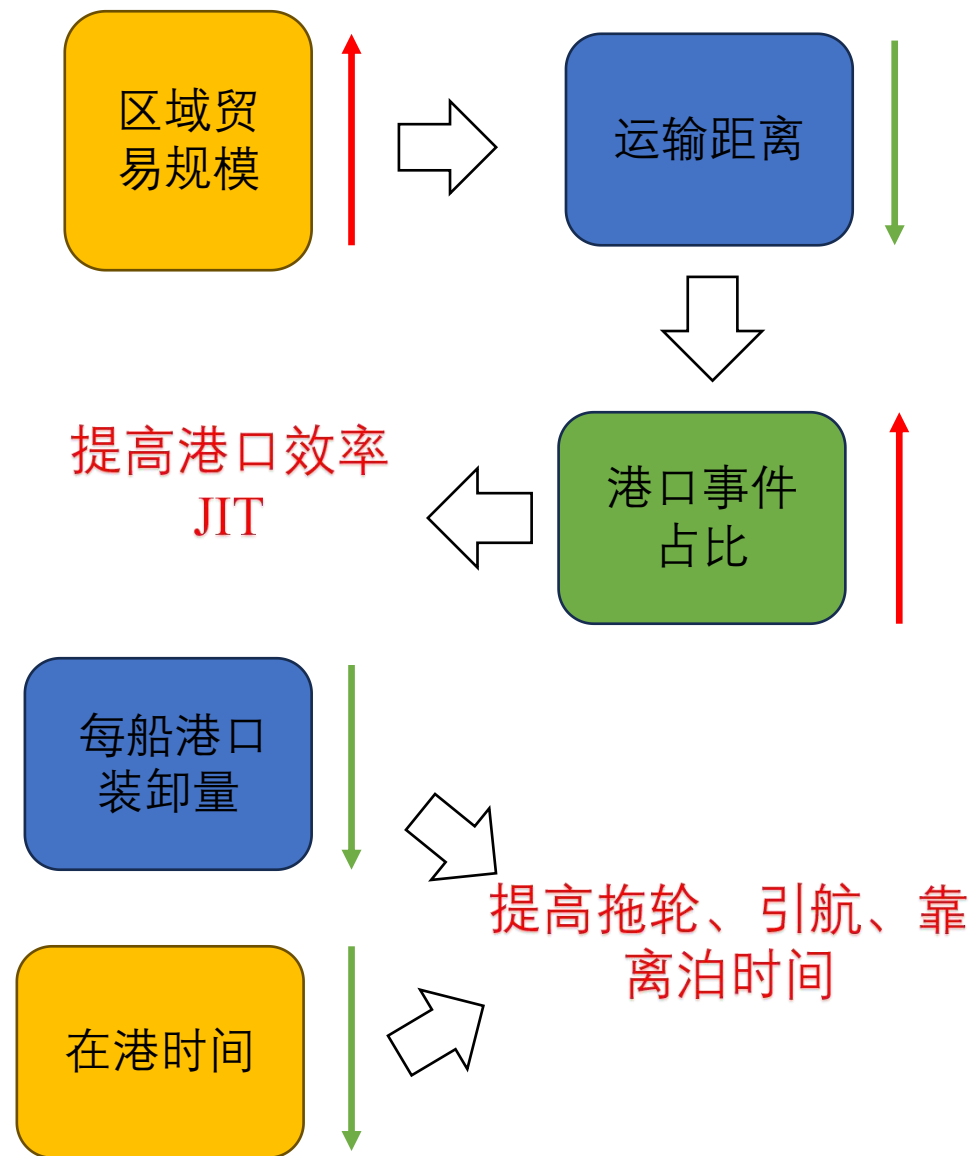 区域贸
易规模
运输距离
提高港口效率
JIT
港口事件
占比
每船港口
装卸量
提高拖轮、引航、靠
离泊时间
在港时间